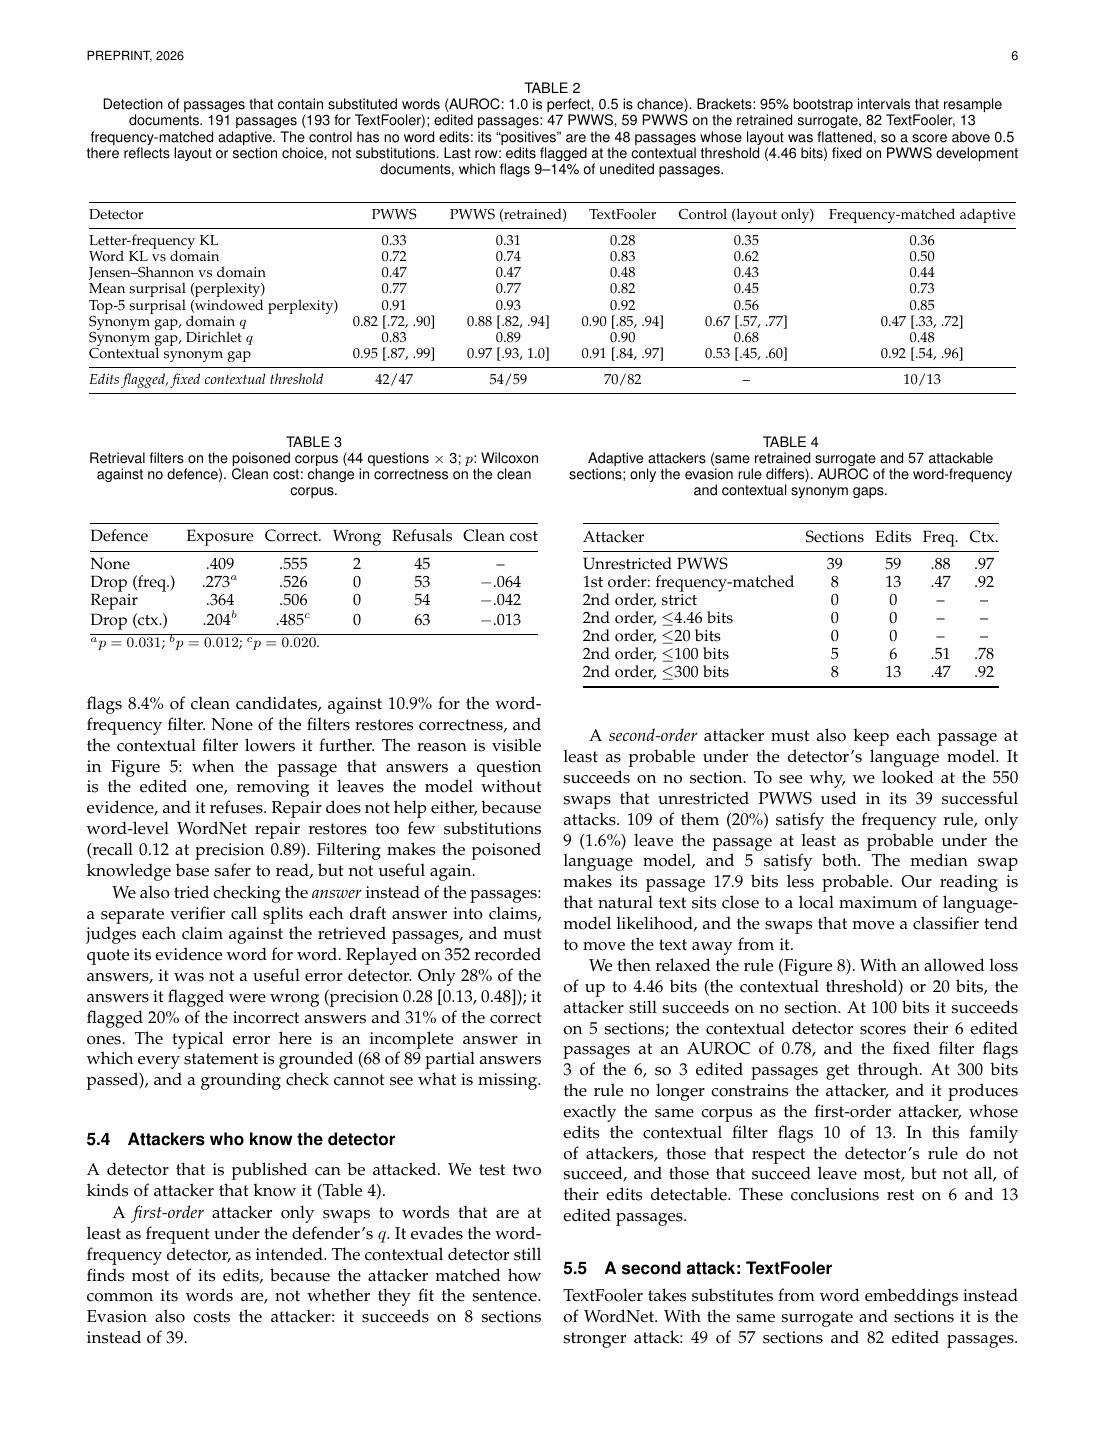 PREPRINT, 2026
6
TABLE 2
Detection of passages that contain substituted words (AUROC: 1.0 is perfect, 0.5 is chance). Brackets: 95% bootstrap intervals that resample
documents. 191 passages (193 for TextFooler); edited passages: 47 PWWS, 59 PWWS on the retrained surrogate, 82 TextFooler, 13
frequency-matched adaptive. The control has no word edits: its “positives” are the 48 passages whose layout was flattened, so a score above 0.5
there reflects layout or section choice, not substitutions. Last row: edits flagged at the contextual threshold (4.46 bits) fixed on PWWS development
documents, which flags 9–14% of unedited passages.
Detector PWWS PWWS (retrained) TextFooler Control (layout only) Frequency-matched adaptive
Letter-frequency KL 0.33 0.31 0.28 0.35 0.36
Word KL vs domain 0.72 0.74 0.83 0.62 0.50
Jensen–Shannon vs domain 0.47 0.47 0.48 0.43 0.44
Mean surprisal (perplexity) 0.77 0.77 0.82 0.45 0.73
Top-5 surprisal (windowed perplexity) 0.91 0.93 0.92 0.56 0.85
Synonym gap, domain q 0.82 [.72, .90] 0.88 [.82, .94] 0.90 [.85, .94] 0.67 [.57, .77] 0.47 [.33, .72]
Synonym gap, Dirichlet q 0.83 0.89 0.90 0.68 0.48
Contextual synonym gap 0.95 [.87, .99] 0.97 [.93, 1.0] 0.91 [.84, .97] 0.53 [.45, .60] 0.92 [.54, .96]
Edits flagged, fixed contextual threshold 42/47 54/59 70/82 – 10/13
TABLE 3
Retrieval filters on the poisoned corpus (44 questions × 3; p: Wilcoxon
against no defence). Clean cost: change in correctness on the clean
corpus.
Defence Exposure Correct. Wrong Refusals Clean cost
None .409 .555 2 45 –
Drop (freq.) .273ᵃ .526 0 53 −.064
Repair .364 .506 0 54 −.042
Drop (ctx.) .204ᵇ .485ᶜ 0 63 −.013
ᵃp = 0.031; ᵇp = 0.012; ᶜp = 0.020.
flags 8.4% of clean candidates, against 10.9% for the word-
frequency filter. None of the filters restores correctness, and
the contextual filter lowers it further. The reason is visible
in Figure 5: when the passage that answers a question
is the edited one, removing it leaves the model without
evidence, and it refuses. Repair does not help either, because
word-level WordNet repair restores too few substitutions
(recall 0.12 at precision 0.89). Filtering makes the poisoned
knowledge base safer to read, but not useful again.
We also tried checking the answer instead of the passages:
a separate verifier call splits each draft answer into claims,
judges each claim against the retrieved passages, and must
quote its evidence word for word. Replayed on 352 recorded
answers, it was not a useful error detector. Only 28% of the
answers it flagged were wrong (precision 0.28 [0.13, 0.48]); it
flagged 20% of the incorrect answers and 31% of the correct
ones. The typical error here is an incomplete answer in
which every statement is grounded (68 of 89 partial answers
passed), and a grounding check cannot see what is missing.
5.4 Attackers who know the detector
A detector that is published can be attacked. We test two
kinds of attacker that know it (Table 4).
A first-order attacker only swaps to words that are at
least as frequent under the defender's q. It evades the word-
frequency detector, as intended. The contextual detector still
finds most of its edits, because the attacker matched how
common its words are, not whether they fit the sentence.
Evasion also costs the attacker: it succeeds on 8 sections
instead of 39.
TABLE 4
Adaptive attackers (same retrained surrogate and 57 attackable
sections; only the evasion rule differs). AUROC of the word-frequency
and contextual synonym gaps.
Attacker Sections Edits Freq. Ctx.
Unrestricted PWWS 39 59 .88 .97
1st order: frequency-matched 8 13 .47 .92
2nd order, strict 0 0 – –
2nd order, ≤4.46 bits 0 0 – –
2nd order, ≤20 bits 0 0 – –
2nd order, ≤100 bits 5 6 .51 .78
2nd order, ≤300 bits 8 13 .47 .92
A second-order attacker must also keep each passage at
least as probable under the detector's language model. It
succeeds on no section. To see why, we looked at the 550
swaps that unrestricted PWWS used in its 39 successful
attacks. 109 of them (20%) satisfy the frequency rule, only
9 (1.6%) leave the passage at least as probable under the
language model, and 5 satisfy both. The median swap
makes its passage 17.9 bits less probable. Our reading is
that natural text sits close to a local maximum of language-
model likelihood, and the swaps that move a classifier tend
to move the text away from it.
We then relaxed the rule (Figure 8). With an allowed loss
of up to 4.46 bits (the contextual threshold) or 20 bits, the
attacker still succeeds on no section. At 100 bits it succeeds
on 5 sections; the contextual detector scores their 6 edited
passages at an AUROC of 0.78, and the fixed filter flags
3 of the 6, so 3 edited passages get through. At 300 bits
the rule no longer constrains the attacker, and it produces
exactly the same corpus as the first-order attacker, whose
edits the contextual filter flags 10 of 13. In this family
of attackers, those that respect the detector's rule do not
succeed, and those that succeed leave most, but not all, of
their edits detectable. These conclusions rest on 6 and 13
edited passages.
5.5 A second attack: TextFooler
TextFooler takes substitutes from word embeddings instead
of WordNet. With the same surrogate and sections it is the
stronger attack: 49 of 57 sections and 82 edited passages.